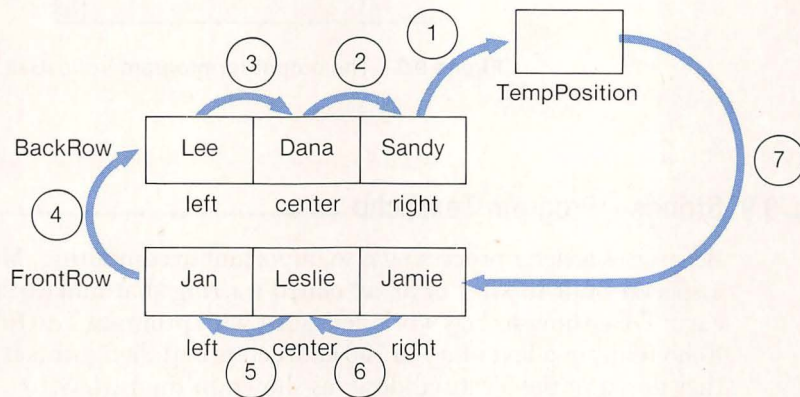 1
3
2
TempPosition
BackRow
Lee
Dana
Sandy
7
left
center
right
4
FrontRow
Jan
Leslie
Jamie
left
center
right
5
6